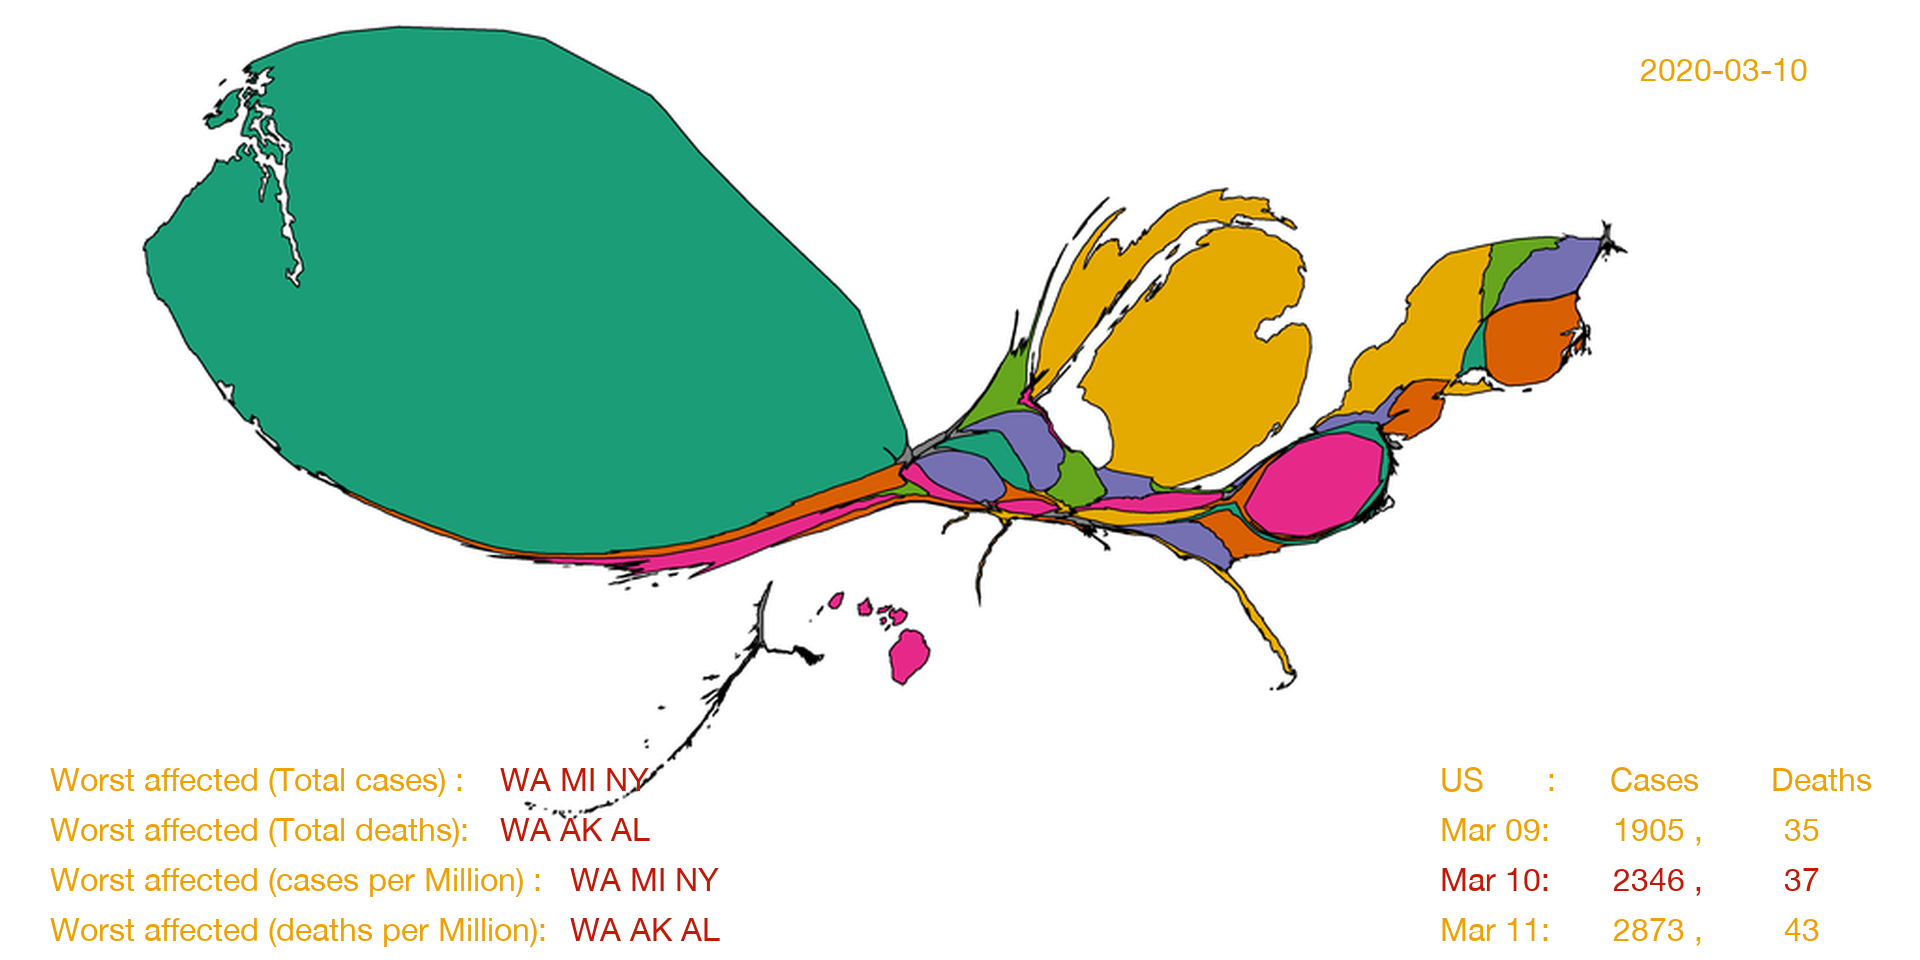 2020-03-10
Worst affected (Total cases) : WA MI NY
Worst affected (Total deaths): WA AK AL
Worst affected (cases per Million) : WA MI NY
Worst affected (deaths per Million): WA AK AL
US : Cases Deaths
Mar 09: 1905 , 35
Mar 10: 2346 , 37
Mar 11: 2873 , 43